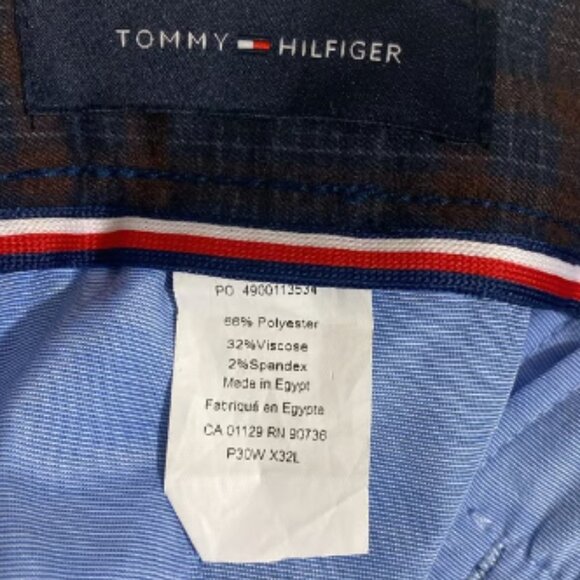 TOMMY HILFIGER
PO 4900113534
66% Polyester
32%Viscose
2%Spandex
Made in Egypt
Fabriqué en Egypte
CA 01129 RN 90736
P30W X32L